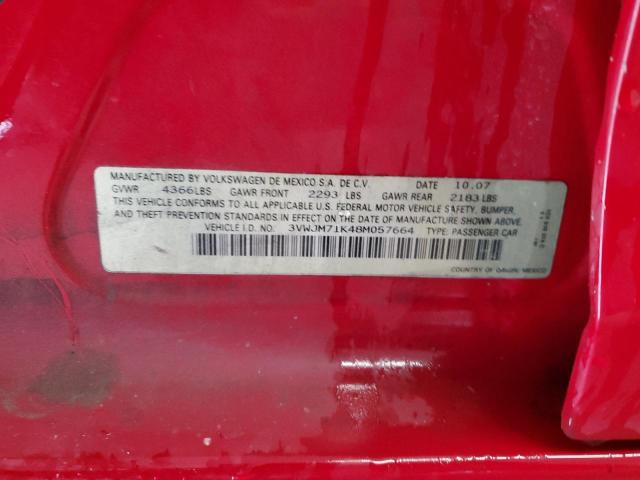 MANUFACTURED BY VOLKSWAGEN DE MEXICO S.A. DE C.V. DATE 10.07
GVWR 4366LBS GAWR FRONT 2293 LBS GAWR REAR 2183 LBS
THIS VEHICLE CONFORMS TO ALL APPLICABLE U.S. FEDERAL MOTOR VEHICLE SAFETY, BUMPER,
AND THEFT PREVENTION STANDARDS IN EFFECT ON THE DATE OF MANUFACTURE SHOWN ABOVE.
VEHICLE I.D. NO. 3VWJM71K48M057664 TYPE: PASSENGER CAR
COUNTRY OF ORIGIN: MEXICO